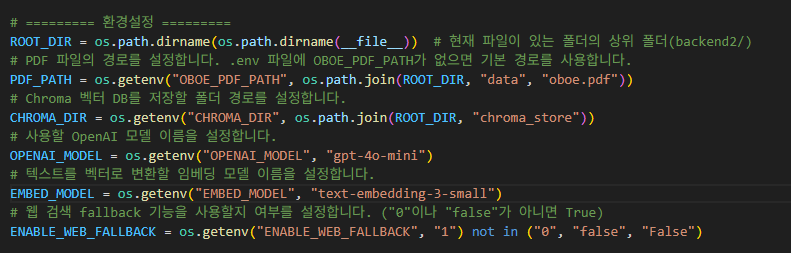 # ========= 환경설정 =========
ROOT_DIR = os.path.dirname(os.path.dirname(__file__))  # 현재 파일이 있는 폴더의 상위 폴더(backend2/)
# PDF 파일의 경로를 설정합니다. .env 파일에 OBOE_PDF_PATH가 없으면 기본 경로를 사용합니다.
PDF_PATH = os.getenv("OBOE_PDF_PATH", os.path.join(ROOT_DIR, "data", "oboe.pdf"))
# Chroma 벡터 DB를 저장할 폴더 경로를 설정합니다.
CHROMA_DIR = os.getenv("CHROMA_DIR", os.path.join(ROOT_DIR, "chroma_store"))
# 사용할 OpenAI 모델 이름을 설정합니다.
OPENAI_MODEL = os.getenv("OPENAI_MODEL", "gpt-4o-mini")
# 텍스트를 벡터로 변환할 임베딩 모델 이름을 설정합니다.
EMBED_MODEL = os.getenv("EMBED_MODEL", "text-embedding-3-small")
# 웹 검색 fallback 기능을 사용할지 여부를 설정합니다. ("0"이나 "false"가 아니면 True)
ENABLE_WEB_FALLBACK = os.getenv("ENABLE_WEB_FALLBACK", "1") not in ("0", "false", "False")